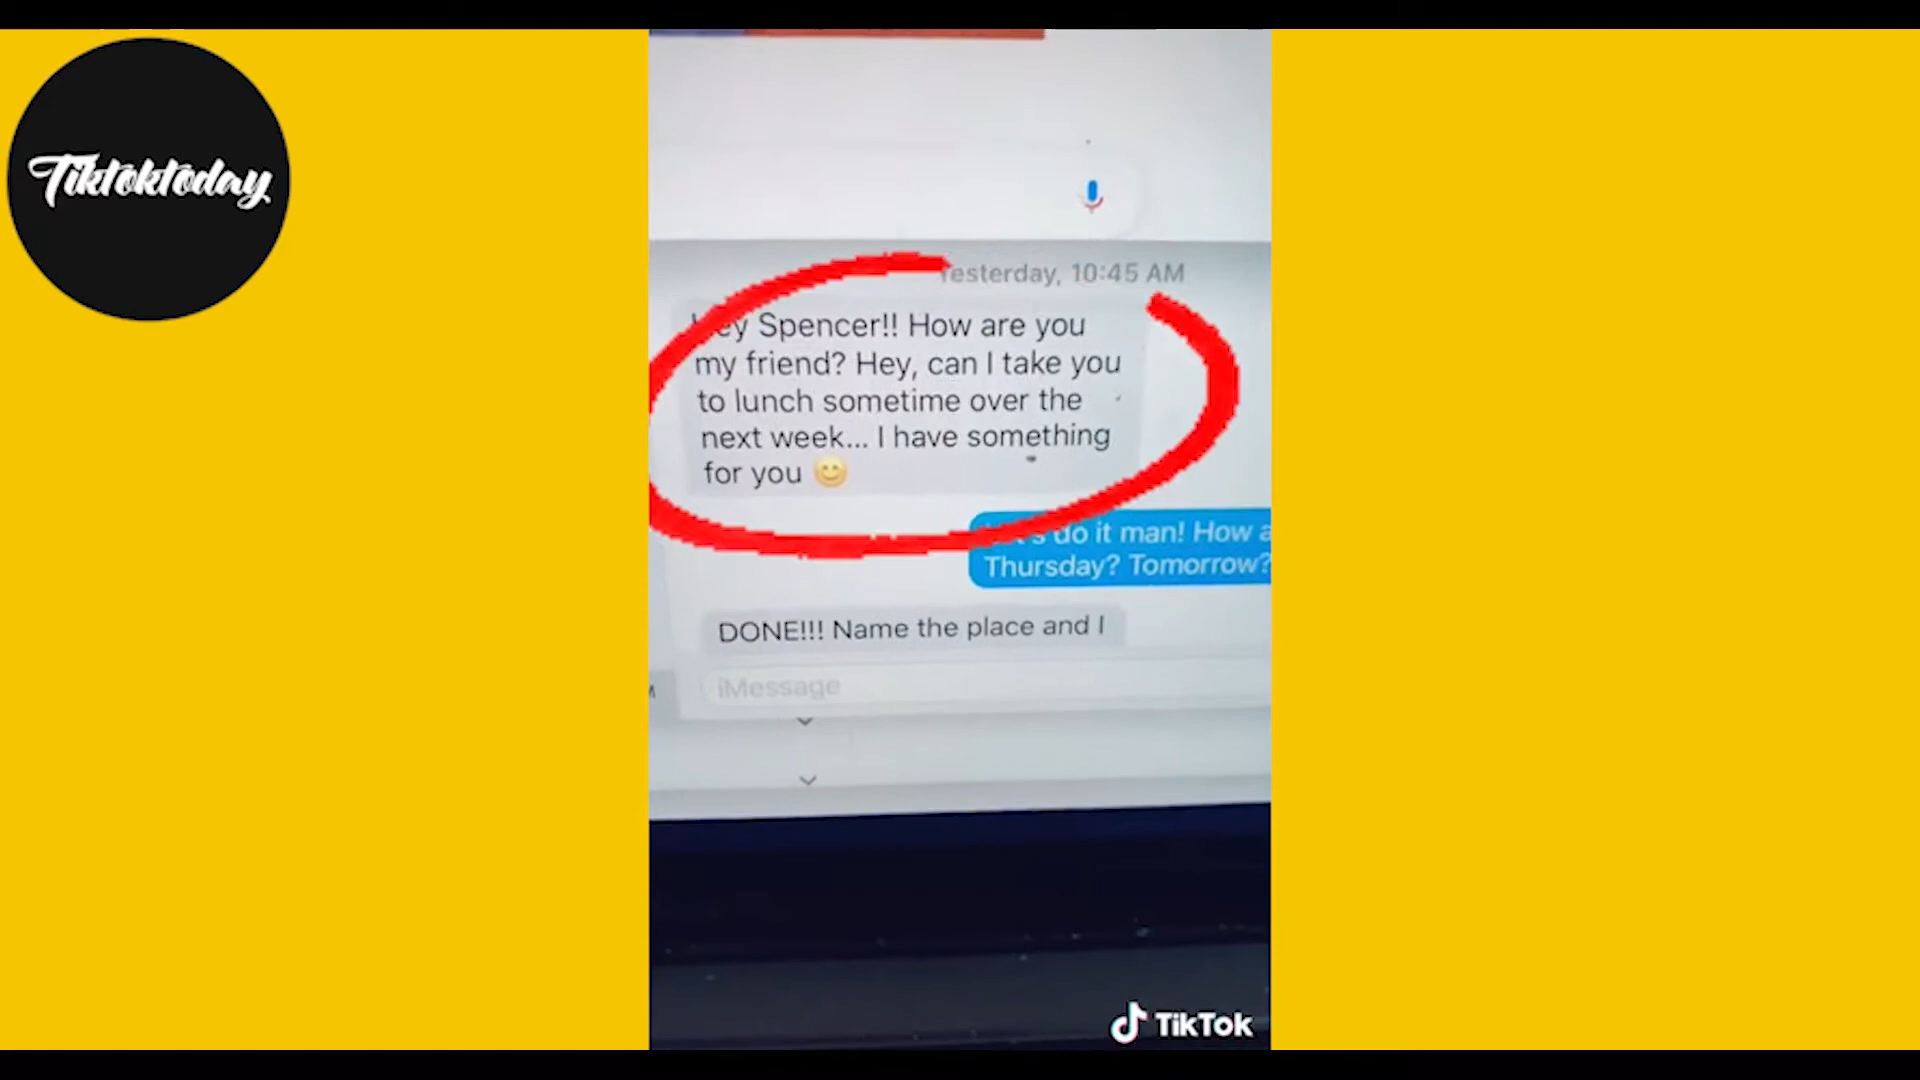 Tiktoktoday
Yesterday, 10:45 AM
Hey Spencer!! How are you
my friend? Hey, can I take you
to lunch sometime over the
next week... I have something
for you 😊
do it man! How
Thursday? Tomorrow?
DONE!!! Name the place and I
iMessage
TikTok